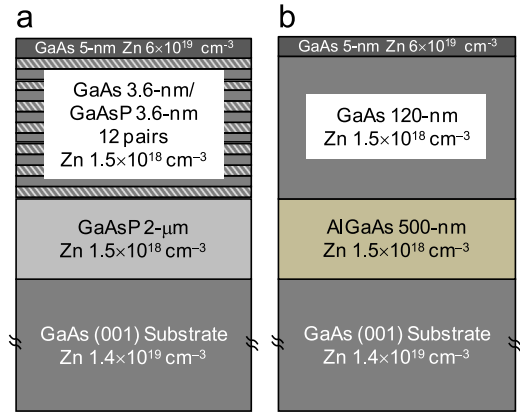 a
GaAs 5-nm Zn 6×10¹⁹ cm⁻³
GaAs 3.6-nm/
GaAsP 3.6-nm
12 pairs
Zn 1.5×10¹⁸ cm⁻³
GaAsP 2-μm
Zn 1.5×10¹⁸ cm⁻³
GaAs (001) Substrate
Zn 1.4×10¹⁹ cm⁻³
b
GaAs 5-nm Zn 6×10¹⁹ cm⁻³
GaAs 120-nm
Zn 1.5×10¹⁸ cm⁻³
AlGaAs 500-nm
Zn 1.5×10¹⁸ cm⁻³
GaAs (001) Substrate
Zn 1.4×10¹⁹ cm⁻³